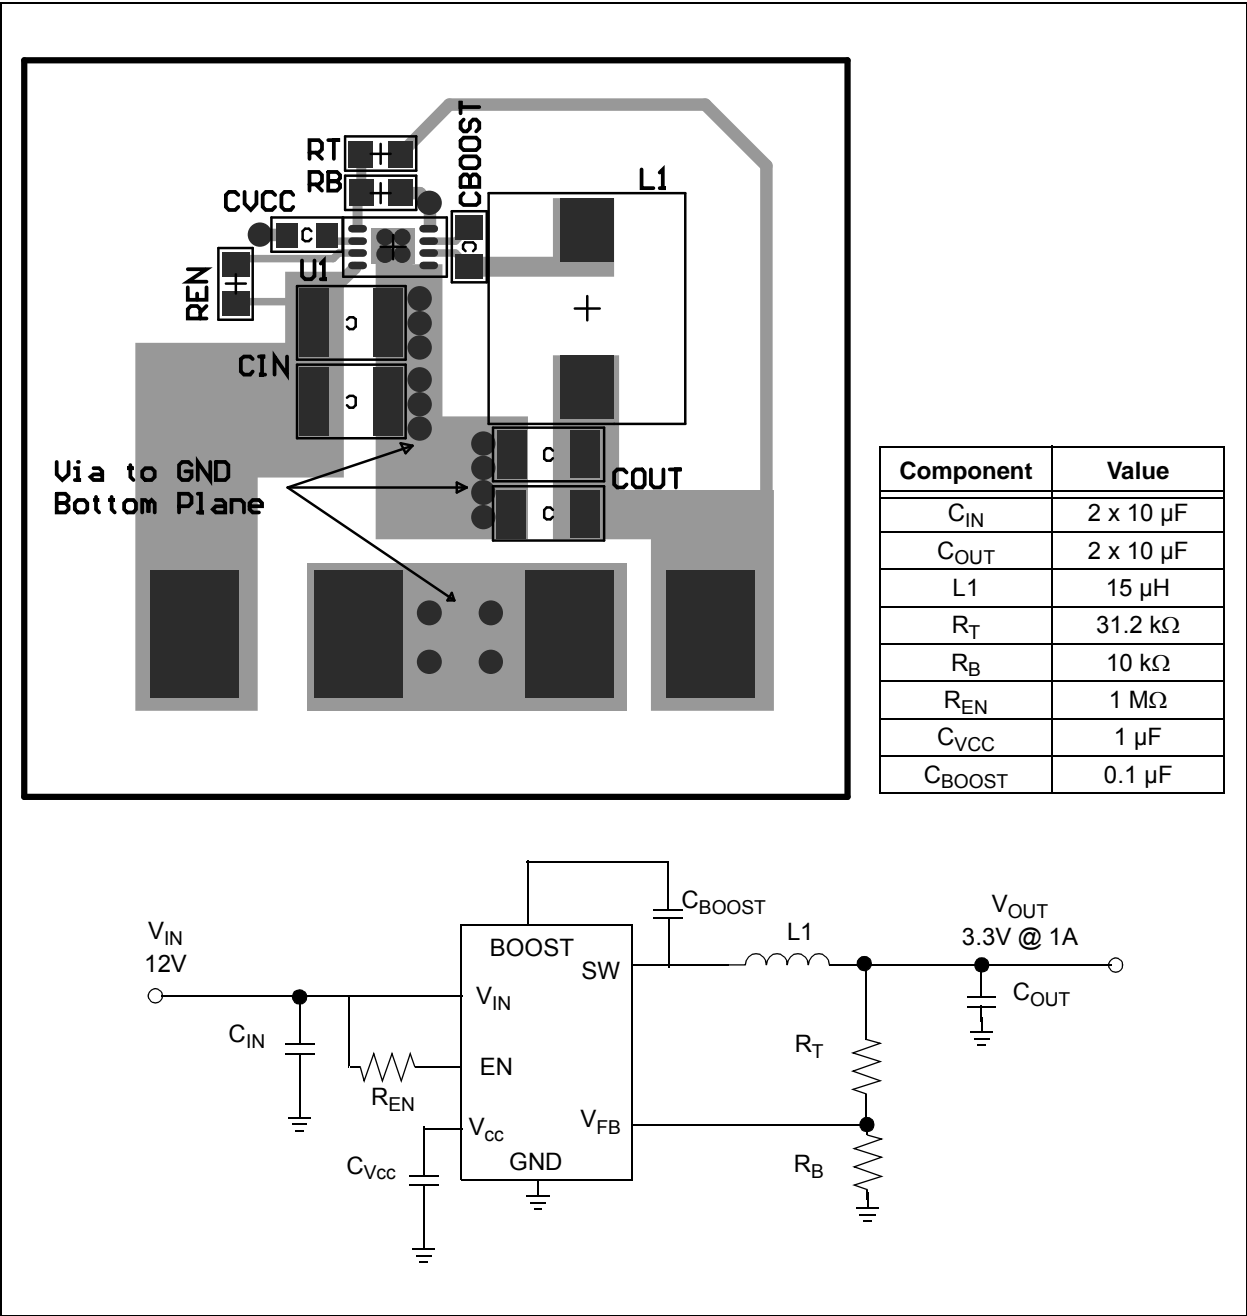 RT
RB
CBOOST
L1
CVCC
C
C
U1
REN
C
CIN
C
Via to GND
Bottom Plane
C
COUT
C
Component Value
CIN 2 x 10 µF
COUT 2 x 10 µF
L1 15 µH
RT 31.2 kΩ
RB 10 kΩ
REN 1 MΩ
CVCC 1 µF
CBOOST 0.1 µF
CBOOST
VIN
12V
BOOST
SW
L1
VOUT
3.3V @ 1A
VIN
COUT
CIN
EN
REN
RT
Vcc
VFB
CVcc
GND
RB